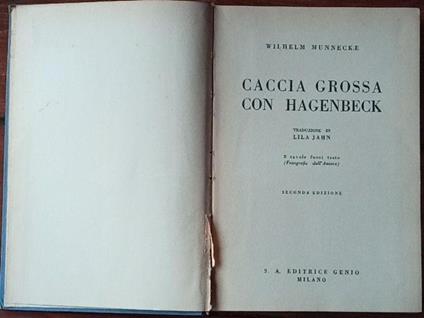 WILHELM MUNNECKE
CACCIA GROSSA
CON HAGENBECK
TRADUZIONE DI
LILA JAHN
8 tavole fuori testo
(Fotografie dell'Autore)
SECONDA EDIZIONE
S. A. EDITRICE GENIO
MILANO